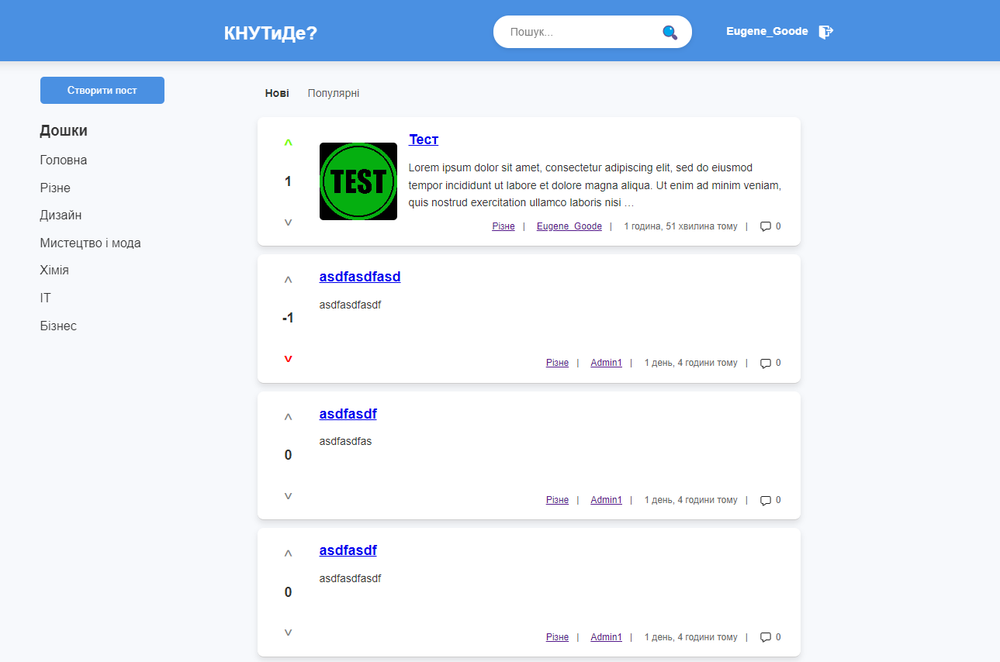 КНУТиДе?
Пошук...
Eugene_Goode
Створити пост
Дошки
Головна
Різне
Дизайн
Мистецтво і мода
Хімія
ІТ
Бізнес
Нові Популярні
^
1
v
TEST
Тест
Lorem ipsum dolor sit amet, consectetur adipiscing elit, sed do eiusmod
tempor incididunt ut labore et dolore magna aliqua. Ut enim ad minim veniam,
quis nostrud exercitation ullamco laboris nisi …
Різне | Eugene_Goode | 1 година, 51 хвилина тому | 0
^
-1
v
asdfasdfasd
asdfasdfasdf
Різне | Admin1 | 1 день, 4 години тому | 0
^
0
v
asdfasdf
asdfasdfas
Різне | Admin1 | 1 день, 4 години тому | 0
^
0
v
asdfasdf
asdfasdfasdf
Різне | Admin1 | 1 день, 4 години тому | 0